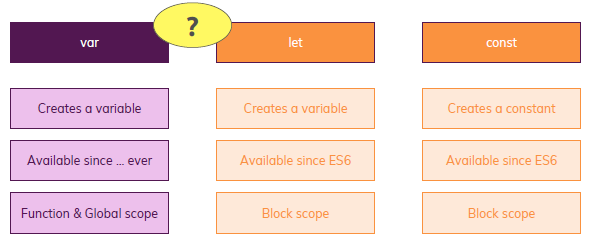 var
?
let
const
Creates a variable
Creates a variable
Creates a constant
Available since ... ever
Available since ES6
Available since ES6
Function & Global scope
Block scope
Block scope